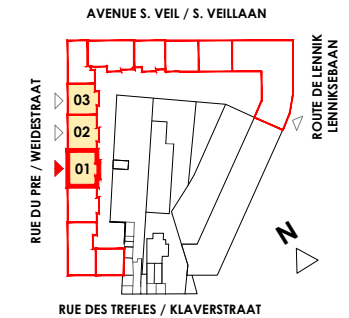 AVENUE S. VEIL / S. VEILLAAN
RUE DU PRE / WEIDESTRAAT
03
02
01
ROUTE DE LENNIK
LENNIKSEBAAN
N
RUE DES TREFLES / KLAVERSTRAAT